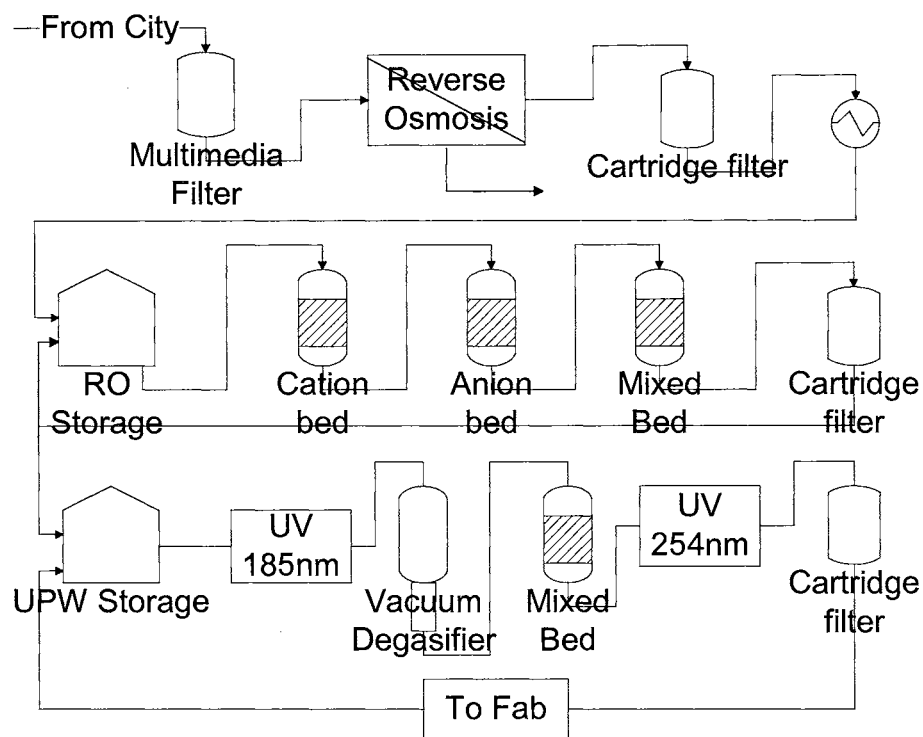 From City
Multimedia
Filter
Reverse
Osmosis
Cartridge filter
RO
Storage
Cation
bed
Anion
bed
Mixed
Bed
Cartridge
filter
UPW Storage
UV
185nm
Vacuum
Degasifier
Mixed
Bed
UV
254nm
Cartridge
filter
To Fab